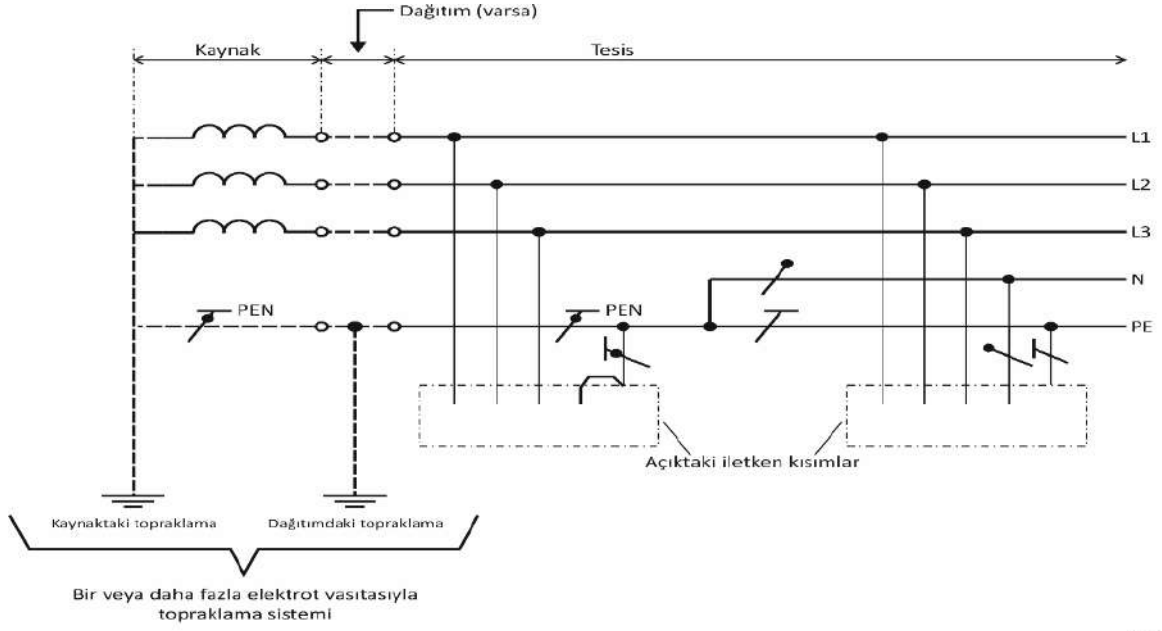 Dağıtım (varsa)
Kaynak
Tesis
L1
L2
L3
N
PEN
PEN
PE
Açıktaki iletken kısımlar
Kaynaktaki topraklama
Dağıtımdaki topraklama
Bir veya daha fazla elektrot vasıtasıyla
topraklama sistemi